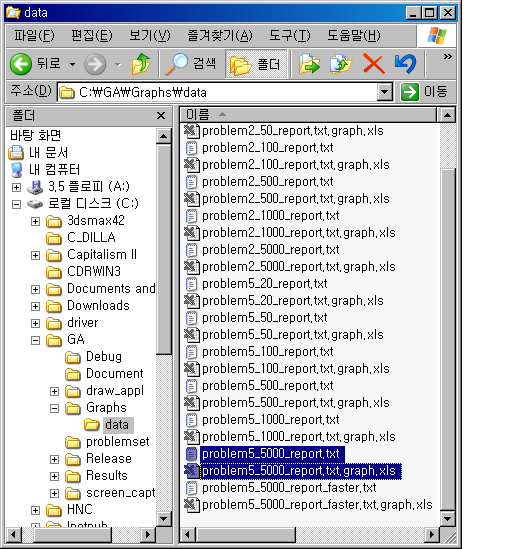 data
파일(F) 편집(E) 보기(V) 즐겨찾기(A) 도구(T) 도움말(H)
뒤로 검색 폴더 »
주소(D) C:₩GA₩Graphs₩data 이동
폴더
바탕 화면
내 문서
내 컴퓨터
3.5 플로피 (A:)
로컬 디스크 (C:)
3dsmax42
C_DILLA
Capitalism II
CDRWIN3
Documents and
Downloads
driver
GA
Debug
Document
draw_appl
Graphs
data
problemset
Release
Results
screen_capt
HNC
Inetpub
이름
problem2_50_report.txt.graph.xls
problem2_100_report.txt
problem2_100_report.txt.graph.xls
problem2_500_report.txt
problem2_500_report.txt.graph.xls
problem2_1000_report.txt
problem2_1000_report.txt.graph.xls
problem2_5000_report.txt
problem2_5000_report.txt.graph.xls
problem5_20_report.txt
problem5_20_report.txt.graph.xls
problem5_50_report.txt
problem5_50_report.txt.graph.xls
problem5_100_report.txt
problem5_100_report.txt.graph.xls
problem5_500_report.txt
problem5_500_report.txt.graph.xls
problem5_1000_report.txt
problem5_1000_report.txt.graph.xls
problem5_5000_report.txt
problem5_5000_report.txt.graph.xls
problem5_5000_report_faster.txt
problem5_5000_report_faster.txt.graph.xls